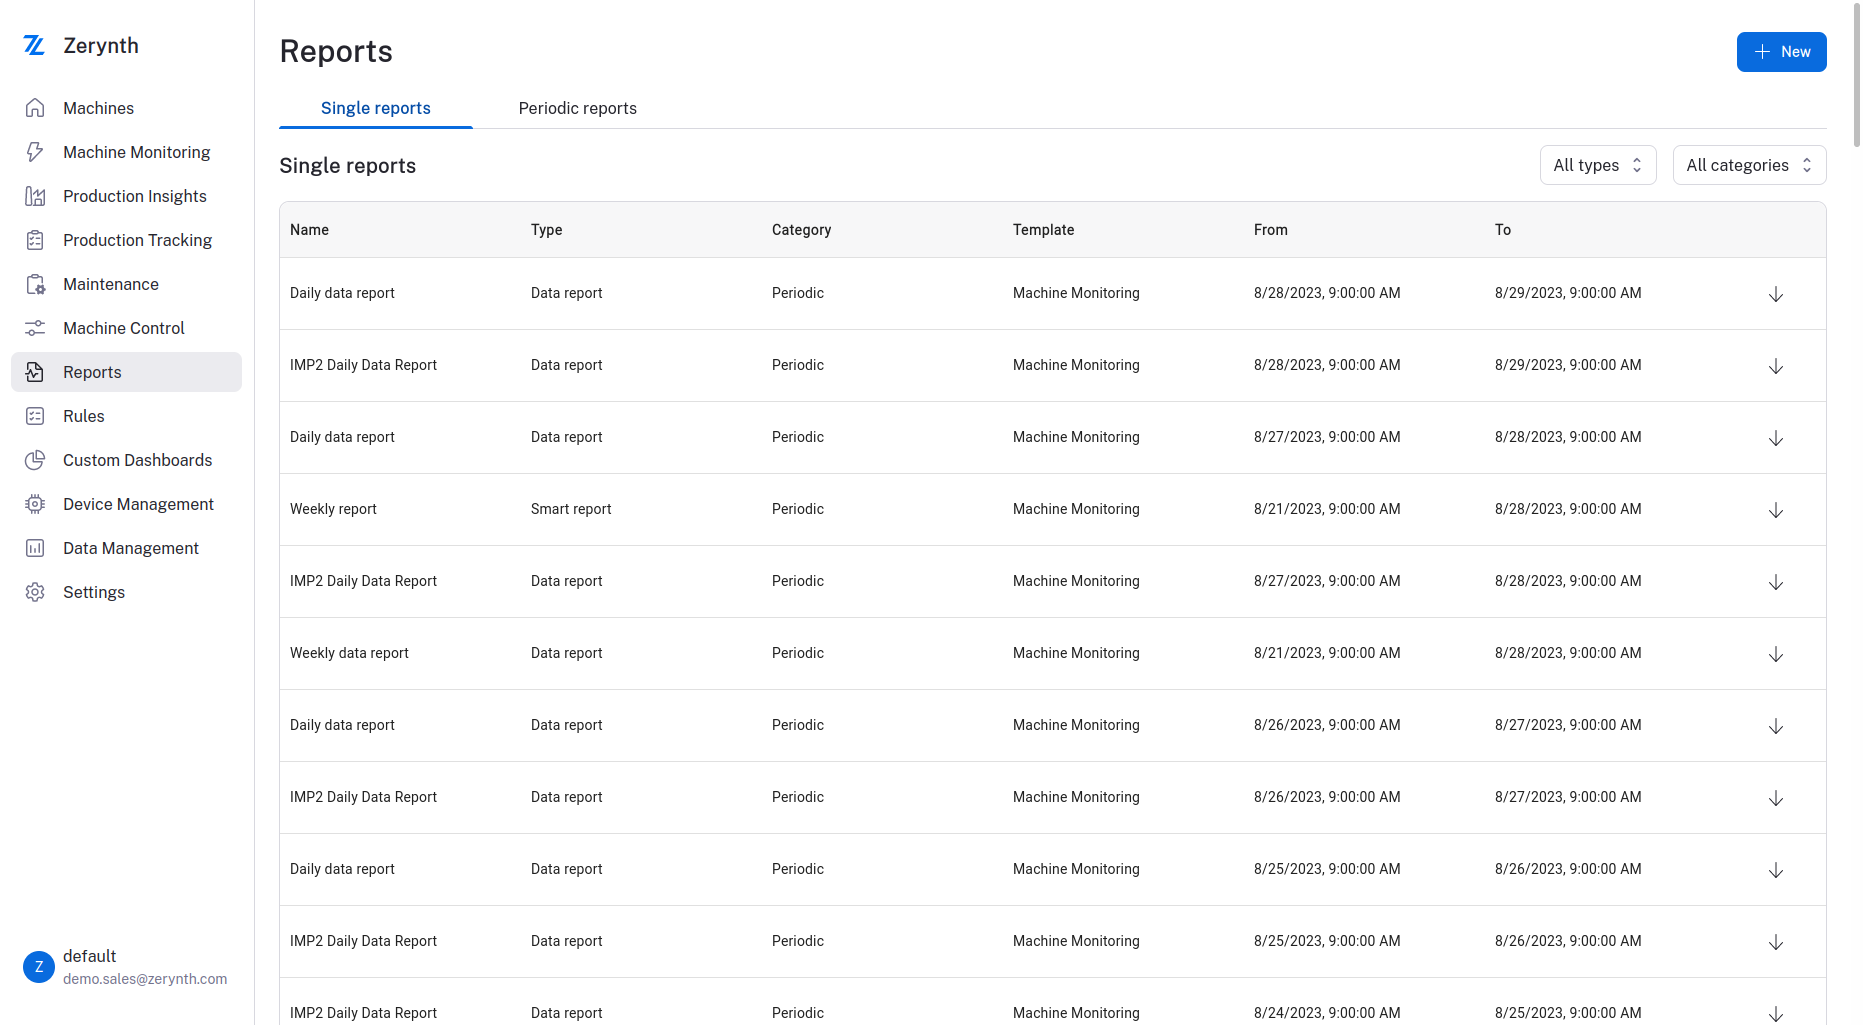 Zerynth
Machines
Machine Monitoring
Production Insights
Production Tracking
Maintenance
Machine Control
Reports
Rules
Custom Dashboards
Device Management
Data Management
Settings
Z
default
demo.sales@zerynth.com
Reports
New
Single reports Periodic reports
Single reports All types All categories
Name Type Category Template From To
Daily data report Data report Periodic Machine Monitoring 8/28/2023, 9:00:00 AM 8/29/2023, 9:00:00 AM
IMP2 Daily Data Report Data report Periodic Machine Monitoring 8/28/2023, 9:00:00 AM 8/29/2023, 9:00:00 AM
Daily data report Data report Periodic Machine Monitoring 8/27/2023, 9:00:00 AM 8/28/2023, 9:00:00 AM
Weekly report Smart report Periodic Machine Monitoring 8/21/2023, 9:00:00 AM 8/28/2023, 9:00:00 AM
IMP2 Daily Data Report Data report Periodic Machine Monitoring 8/27/2023, 9:00:00 AM 8/28/2023, 9:00:00 AM
Weekly data report Data report Periodic Machine Monitoring 8/21/2023, 9:00:00 AM 8/28/2023, 9:00:00 AM
Daily data report Data report Periodic Machine Monitoring 8/26/2023, 9:00:00 AM 8/27/2023, 9:00:00 AM
IMP2 Daily Data Report Data report Periodic Machine Monitoring 8/26/2023, 9:00:00 AM 8/27/2023, 9:00:00 AM
Daily data report Data report Periodic Machine Monitoring 8/25/2023, 9:00:00 AM 8/26/2023, 9:00:00 AM
IMP2 Daily Data Report Data report Periodic Machine Monitoring 8/25/2023, 9:00:00 AM 8/26/2023, 9:00:00 AM
IMP2 Daily Data Report Data report Periodic Machine Monitoring 8/24/2023, 9:00:00 AM 8/25/2023, 9:00:00 AM